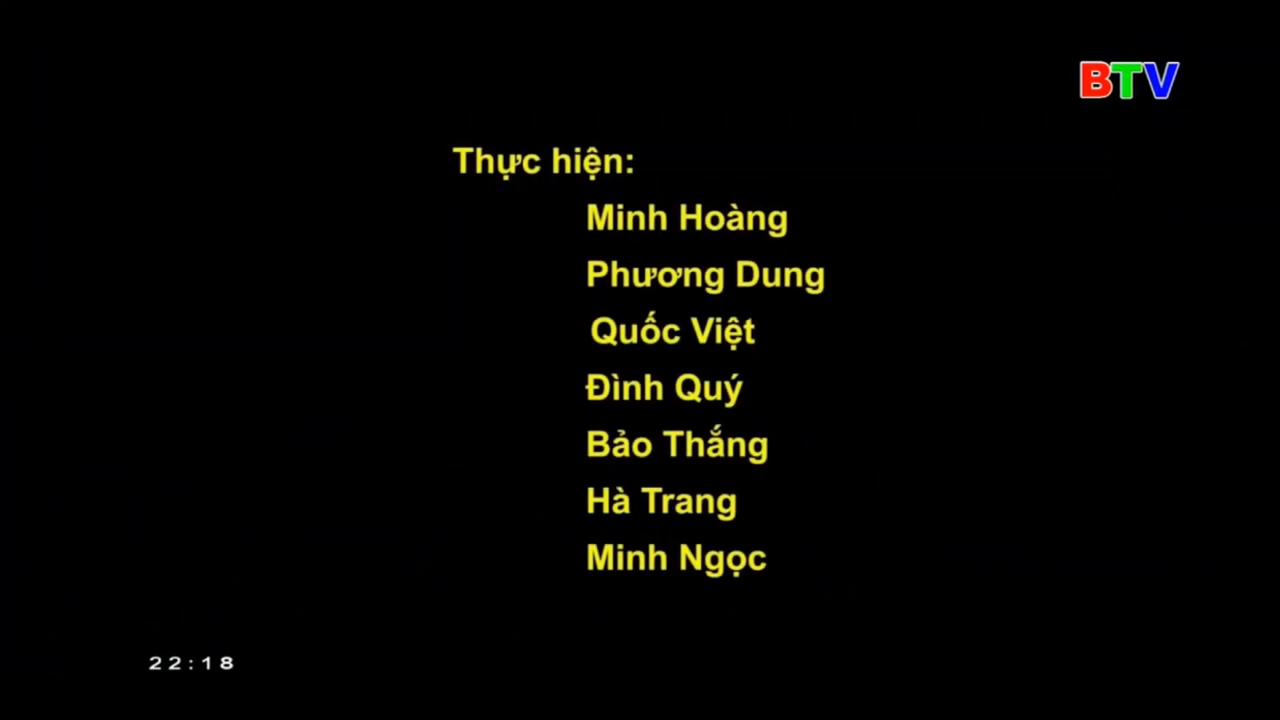 BTV
Thực hiện:
Minh Hoàng
Phương Dung
Quốc Việt
Đình Quý
Bảo Thắng
Hà Trang
Minh Ngọc
22:18